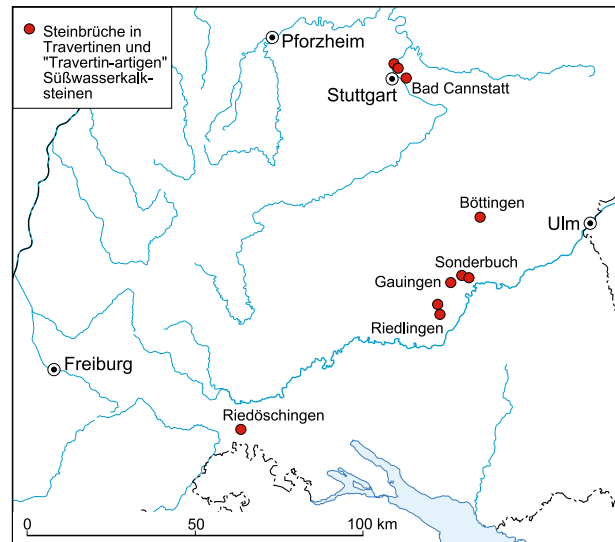 Steinbrüche in
Travertinen und
"Travertin-artigen"
Süßwasserkalk-
steinen
Pforzheim
Stuttgart
Bad Cannstatt
Böttingen
Ulm
Sonderbuch
Gauingen
Riedlingen
Freiburg
Riedöschingen
0 50 100 km